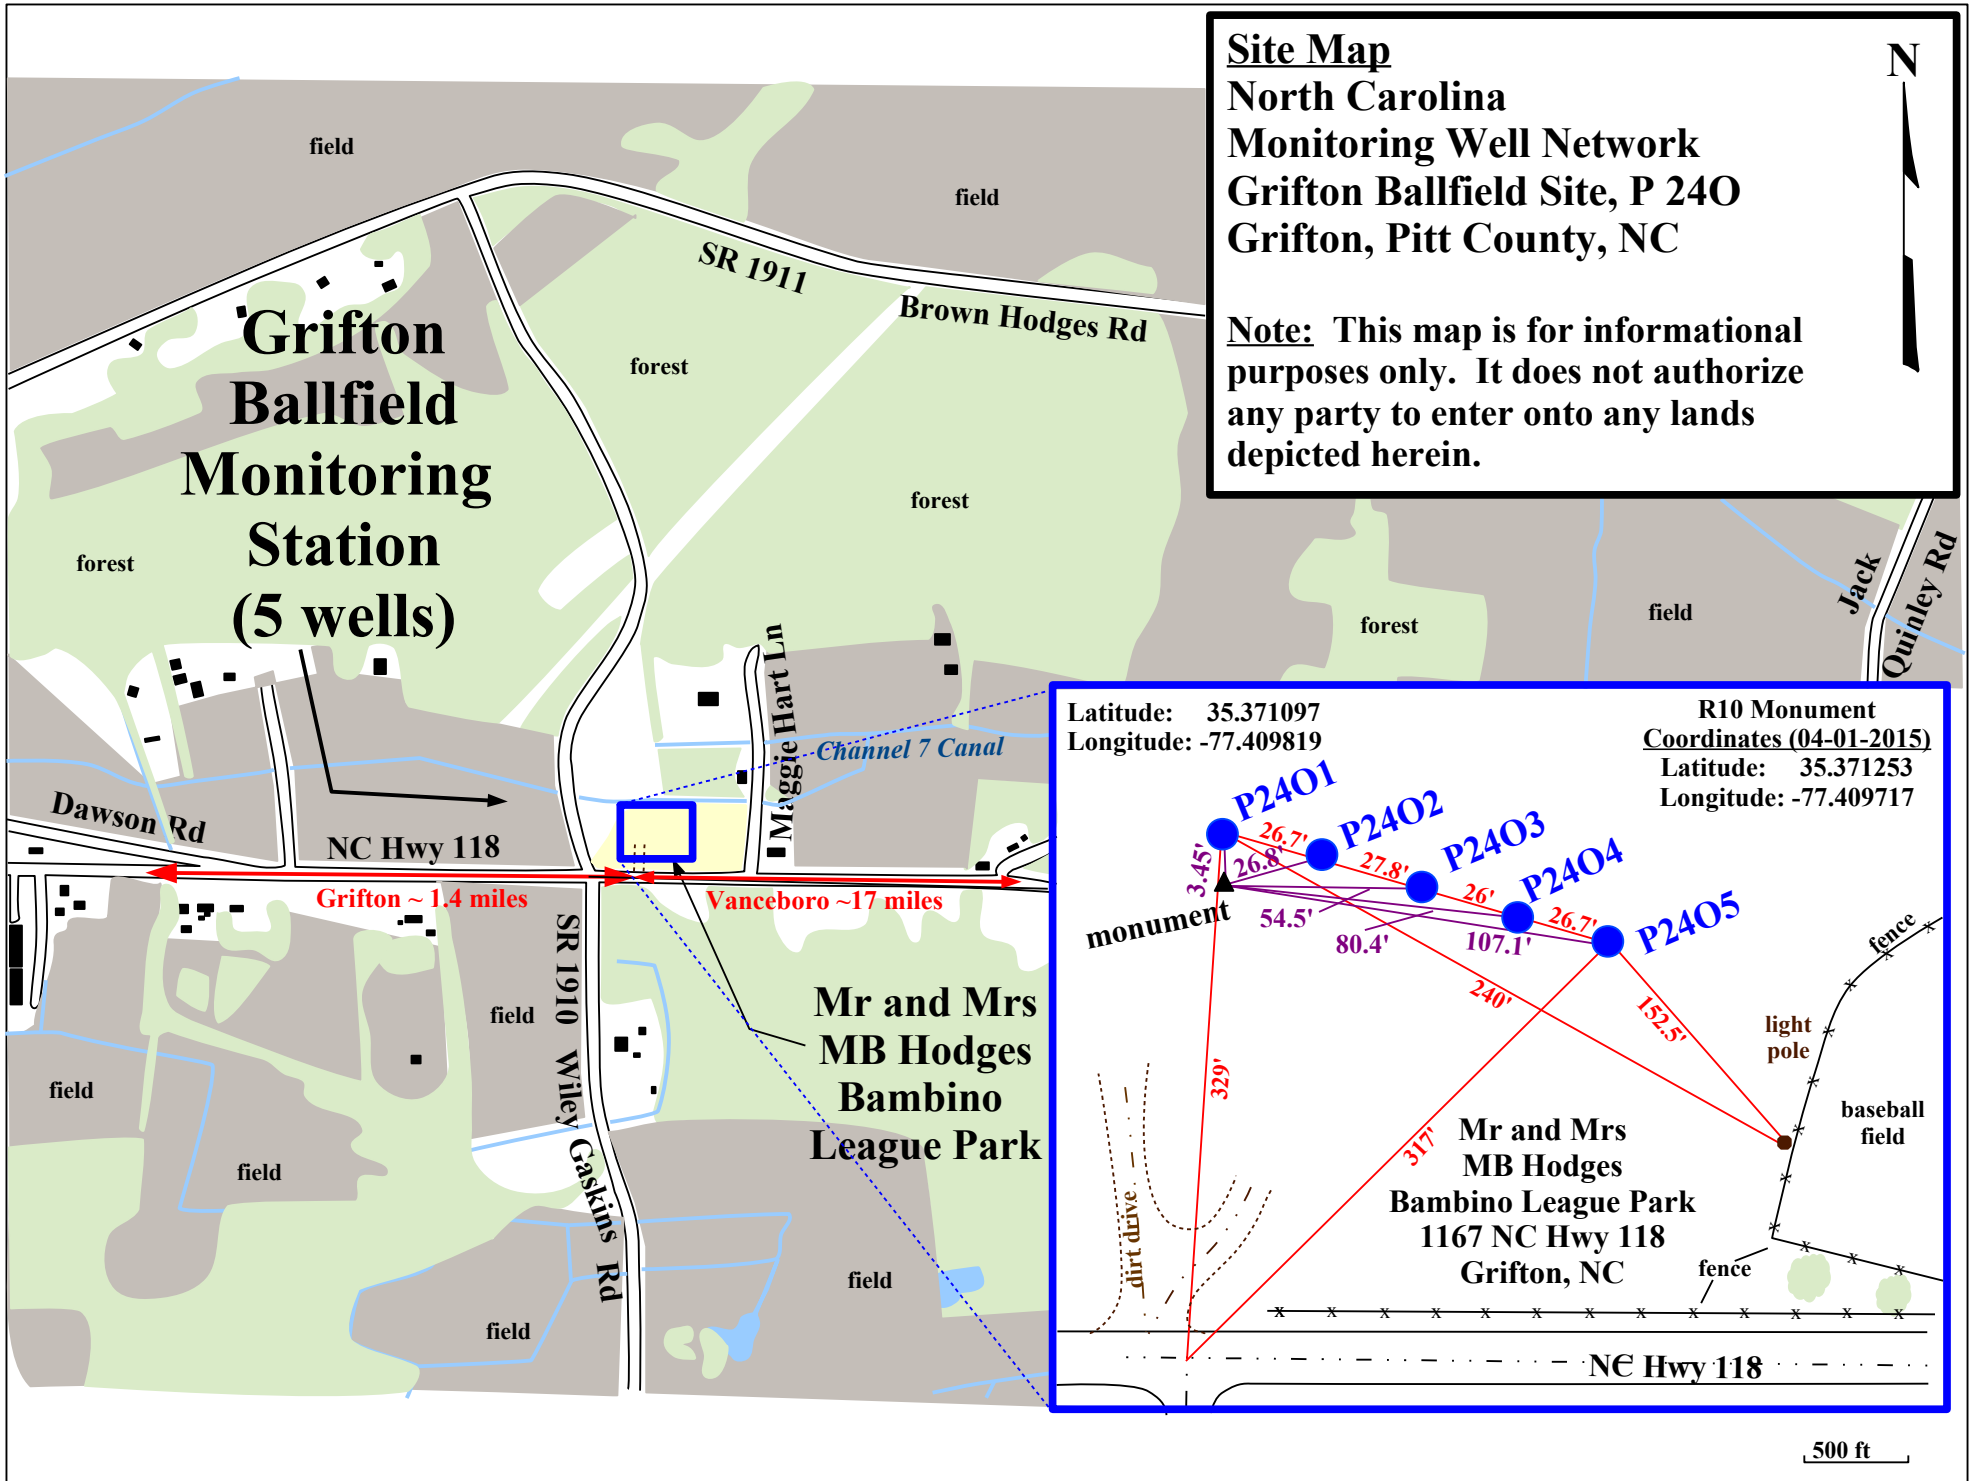 Site Map
North Carolina
Monitoring Well Network
Grifton Ballfield Site, P 24O
Grifton, Pitt County, NC
Note: This map is for informational
purposes only. It does not authorize
any party to enter onto any lands
depicted herein.
N
field
field
SR 1911
Brown Hodges Rd
Grifton
Ballfield
Monitoring
Station
(5 wells)
forest
forest
forest
forest
field
Jack
Quinley Rd
Maggie Hart Ln
Channel 7 Canal
Dawson Rd
NC Hwy 118
Grifton ~ 1.4 miles
Vanceboro ~17 miles
SR 1910 Wiley Gaskins Rd
Mr and Mrs
MB Hodges
Bambino
League Park
field
field
field
field
field
Latitude: 35.371097
Longitude: -77.409819
R10 Monument
Coordinates (04-01-2015)
Latitude: 35.371253
Longitude: -77.409717
P24O1
P24O2
P24O3
P24O4
P24O5
26.7'
27.8'
26'
26.7'
3.45'
26.8'
54.5'
80.4'
107.1'
monument
240'
152.5'
329'
317'
fence
light
pole
baseball
field
dirt drive
Mr and Mrs
MB Hodges
Bambino League Park
1167 NC Hwy 118
Grifton, NC
fence
NC Hwy 118
500 ft